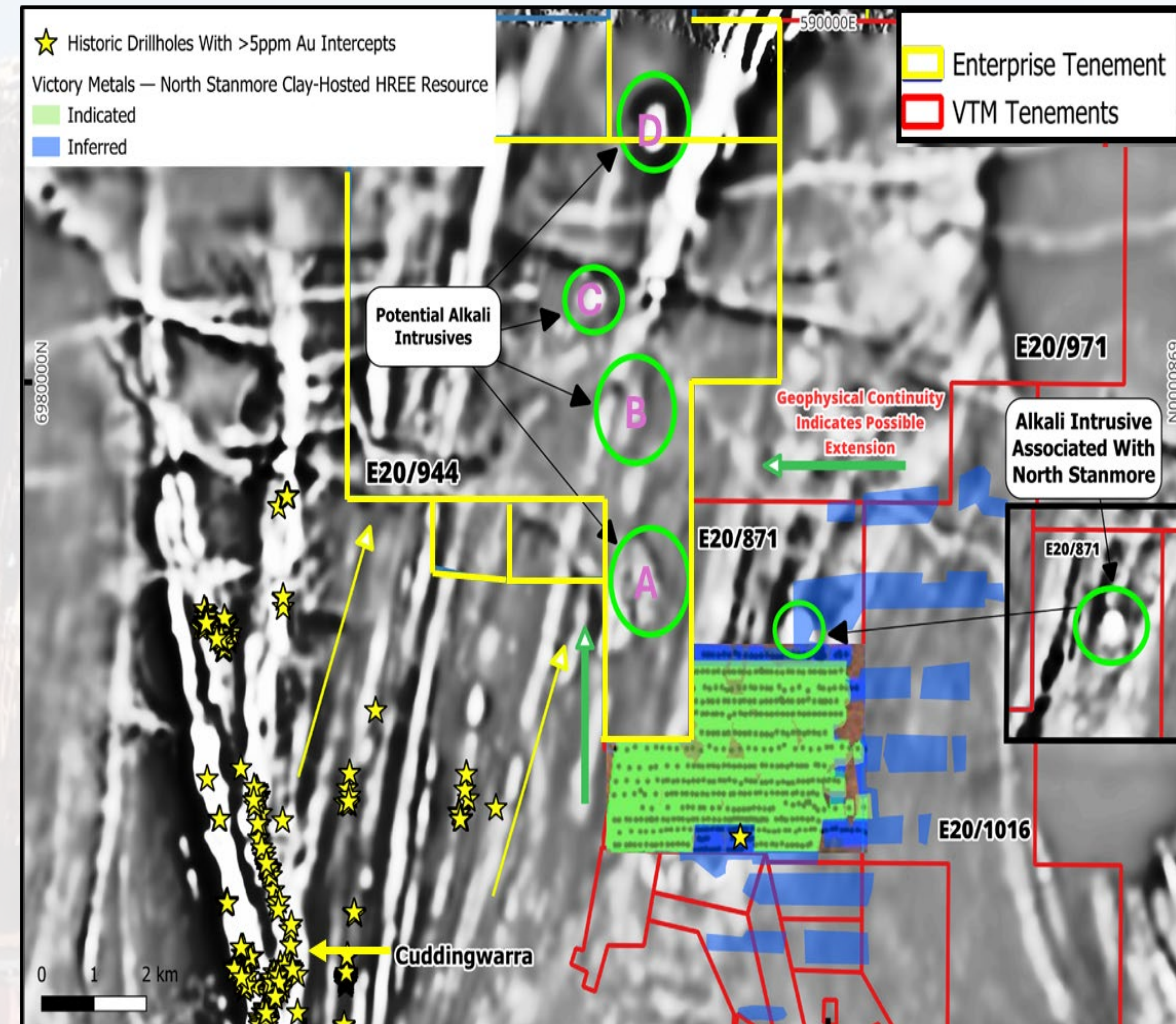 Historic Drillholes With >5ppm Au Intercepts
Victory Metals — North Stanmore Clay-Hosted HREE Resource
Indicated
Inferred
590000E
Enterprise Tenement
VTM Tenements
D
C
Potential Alkali
Intrusives
B
A
6980000N
6980000N
E20/971
Geophysical Continuity
Indicates Possible
Extension
Alkali Intrusive
Associated With
North Stanmore
E20/944
E20/871
E20/871
E20/1016
Cuddingwarra
0 1 2 km